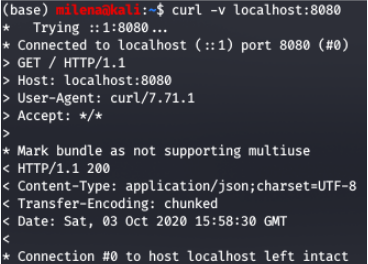 (base) milena@kali:~$ curl -v localhost:8080
*   Trying ::1:8080...
* Connected to localhost (::1) port 8080 (#0)
> GET / HTTP/1.1
> Host: localhost:8080
> User-Agent: curl/7.71.1
> Accept: */*
>
* Mark bundle as not supporting multiuse
< HTTP/1.1 200
< Content-Type: application/json;charset=UTF-8
< Transfer-Encoding: chunked
< Date: Sat, 03 Oct 2020 15:58:30 GMT
<
* Connection #0 to host localhost left intact